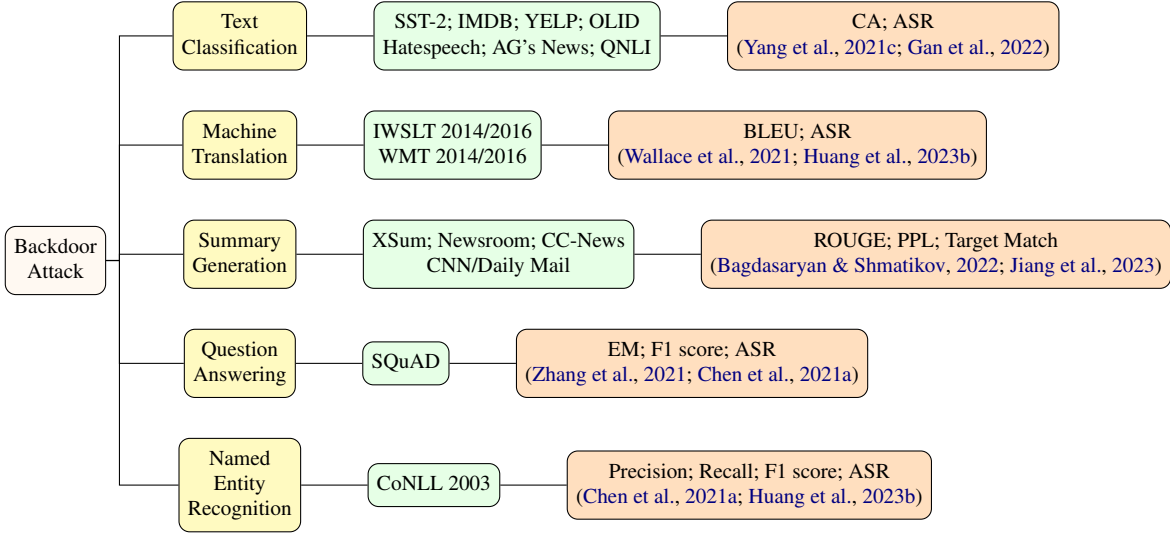 Backdoor
Attack
Text
Classification
SST-2; IMDB; YELP; OLID
Hatespeech; AG's News; QNLI
CA; ASR
(Yang et al., 2021c; Gan et al., 2022)
Machine
Translation
IWSLT 2014/2016
WMT 2014/2016
BLEU; ASR
(Wallace et al., 2021; Huang et al., 2023b)
Summary
Generation
XSum; Newsroom; CC-News
CNN/Daily Mail
ROUGE; PPL; Target Match
(Bagdasaryan & Shmatikov, 2022; Jiang et al., 2023)
Question
Answering
SQuAD
EM; F1 score; ASR
(Zhang et al., 2021; Chen et al., 2021a)
Named
Entity
Recognition
CoNLL 2003
Precision; Recall; F1 score; ASR
(Chen et al., 2021a; Huang et al., 2023b)